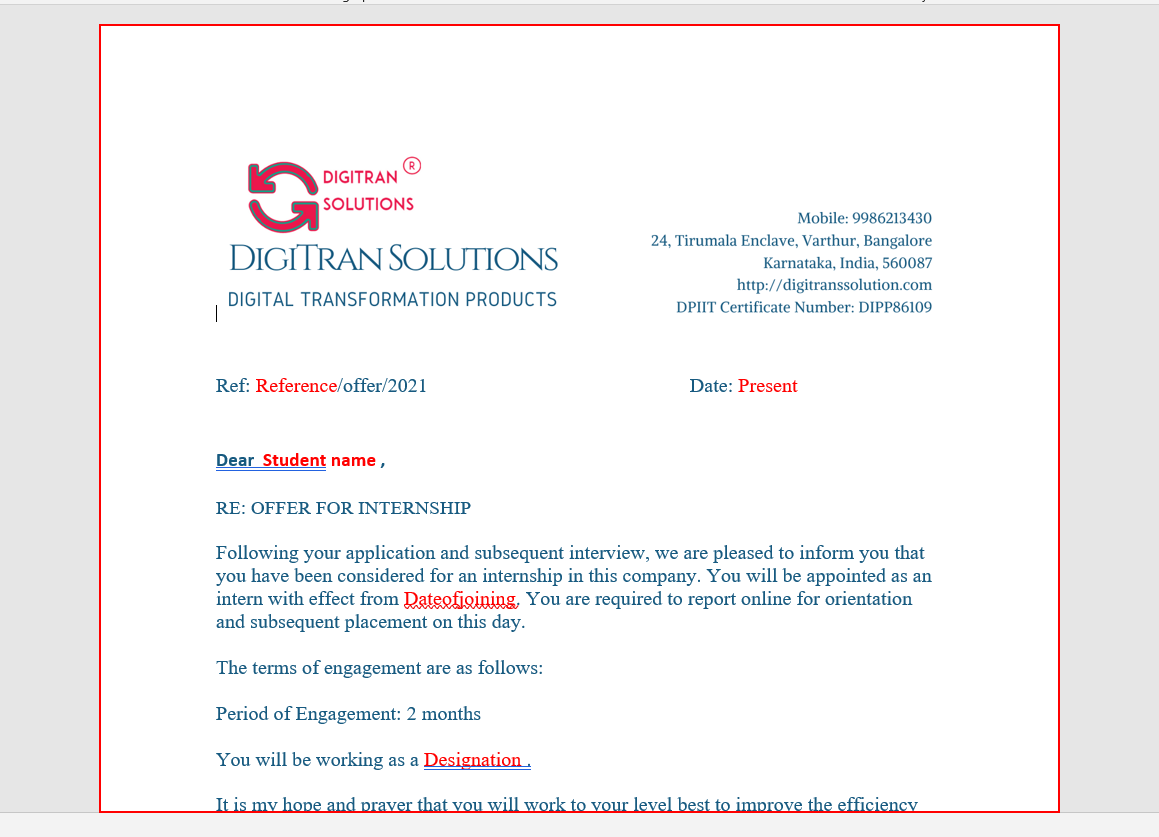 DIGITRAN ®
SOLUTIONS
DIGITRAN SOLUTIONS
DIGITAL TRANSFORMATION PRODUCTS
Mobile: 9986213430
24, Tirumala Enclave, Varthur, Bangalore
Karnataka, India, 560087
http://digitranssolution.com
DPIIT Certificate Number: DIPP86109
Ref: Reference/offer/2021 Date: Present
Dear  Student name ,
RE: OFFER FOR INTERNSHIP
Following your application and subsequent interview, we are pleased to inform you that
you have been considered for an internship in this company. You will be appointed as an
intern with effect from Dateofjoining. You are required to report online for orientation
and subsequent placement on this day.
The terms of engagement are as follows:
Period of Engagement: 2 months
You will be working as a Designation .
It is my hope and prayer that you will work to your level best to improve the efficiency